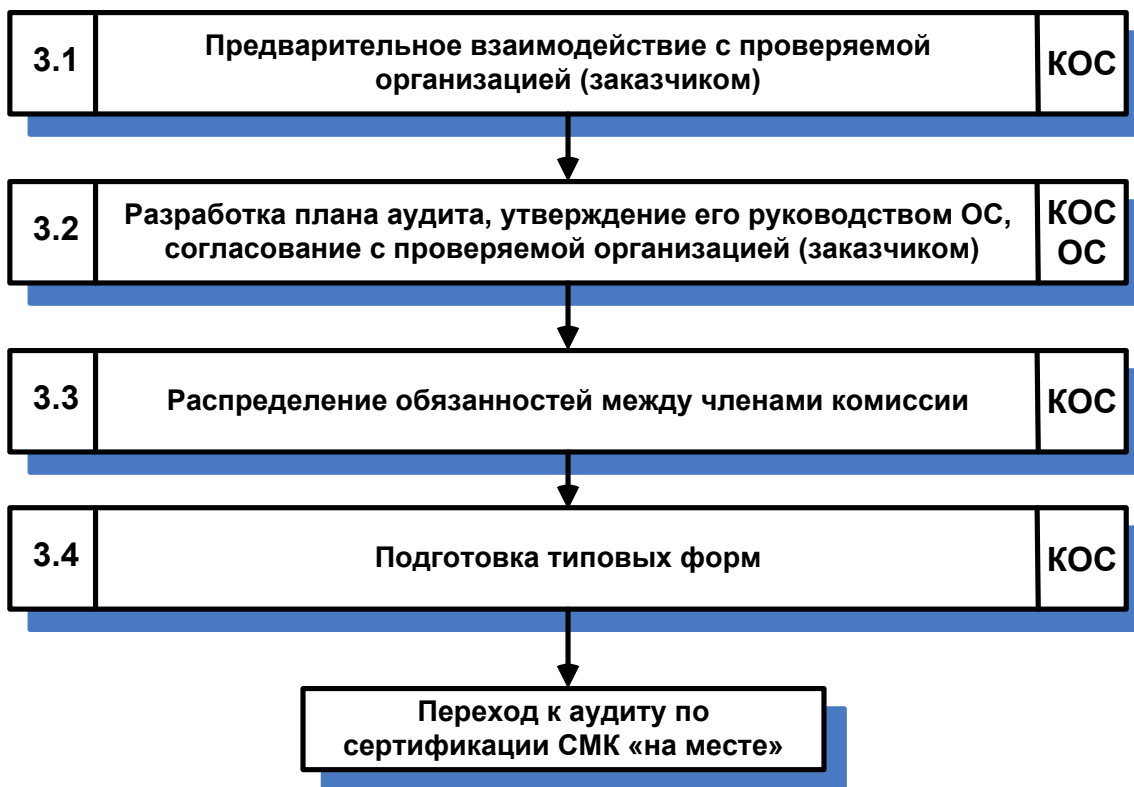 3.1
Предварительное взаимодействие с проверяемой
организацией (заказчиком)
КОС
3.2
Разработка плана аудита, утверждение его руководством ОС,
согласование с проверяемой организацией (заказчиком)
КОС
ОС
3.3
Распределение обязанностей между членами комиссии
КОС
3.4
Подготовка типовых форм
КОС
Переход к аудиту по
сертификации СМК «на месте»